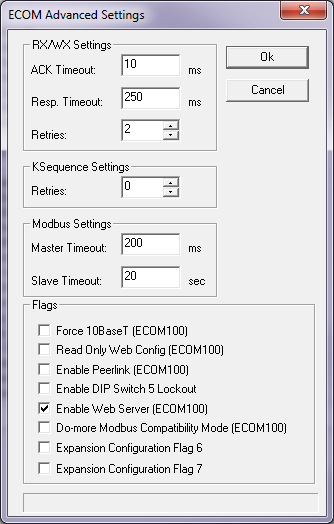 ECOM Advanced Settings
RX/WX Settings
ACK Timeout: 10 ms
Resp. Timeout: 250 ms
Retries: 2
Ok
Cancel
KSequence Settings
Retries: 0
Modbus Settings
Master Timeout: 200 ms
Slave Timeout: 20 sec
Flags
Force 10BaseT (ECOM100)
Read Only Web Config (ECOM100)
Enable Peerlink (ECOM100)
Enable DIP Switch 5 Lockout
Enable Web Server (ECOM100)
Do-more Modbus Compatibility Mode (ECOM100)
Expansion Configuration Flag 6
Expansion Configuration Flag 7